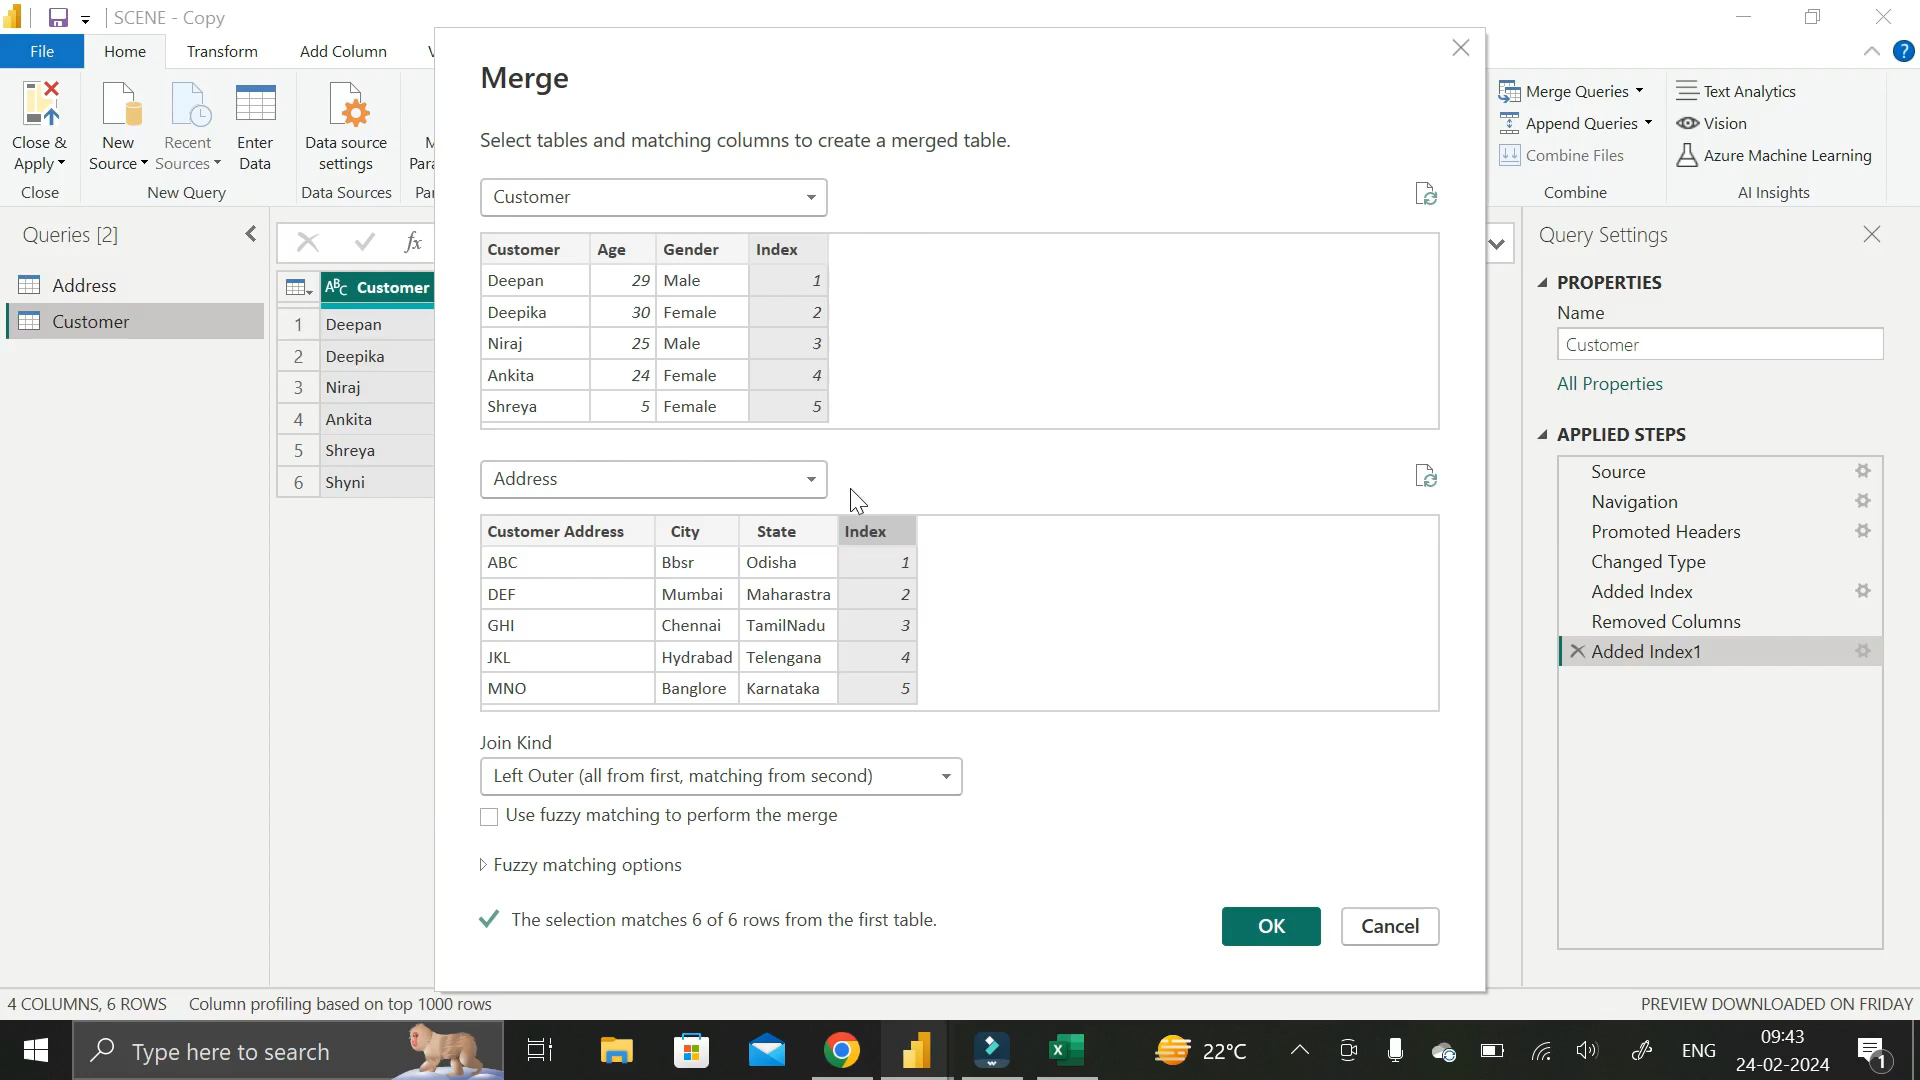 SCENE - Copy
File
Home
Transform
Add Column
Close &
Apply
Close
New
Source
Recent
Sources
Enter
Data
New Query
Data source
settings
Data Sources
Merge Queries
Append Queries
Combine Files
Combine
Text Analytics
Vision
Azure Machine Learning
AI Insights
?
Queries [2]
Address
Customer
fx
ABC Customer
1 Deepan
2 Deepika
3 Niraj
4 Ankita
5 Shreya
6 Shyni
Merge
Select tables and matching columns to create a merged table.
Customer
Customer Age Gender Index
Deepan 29 Male 1
Deepika 30 Female 2
Niraj 25 Male 3
Ankita 24 Female 4
Shreya 5 Female 5
Address
Customer Address City State Index
ABC Bbsr Odisha 1
DEF Mumbai Maharastra 2
GHI Chennai TamilNadu 3
JKL Hydrabad Telengana 4
MNO Banglore Karnataka 5
Join Kind
Left Outer (all from first, matching from second)
Use fuzzy matching to perform the merge
Fuzzy matching options
The selection matches 6 of 6 rows from the first table.
OK
Cancel
Query Settings
PROPERTIES
Name
Customer
All Properties
APPLIED STEPS
Source
Navigation
Promoted Headers
Changed Type
Added Index
Removed Columns
Added Index1
4 COLUMNS, 6 ROWS Column profiling based on top 1000 rows
PREVIEW DOWNLOADED ON FRIDAY
Type here to search
22°C
ENG
09:43
24-02-2024
1